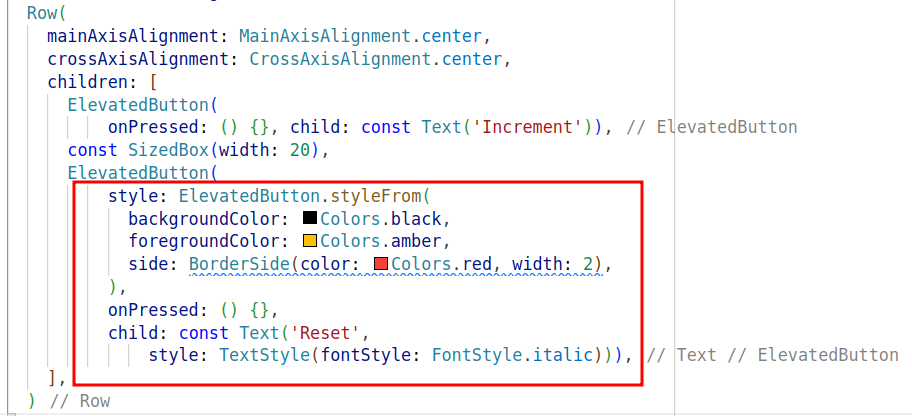 Row(
mainAxisAlignment: MainAxisAlignment.center,
crossAxisAlignment: CrossAxisAlignment.center,
children: [
ElevatedButton(
onPressed: () {}, child: const Text('Increment')), // ElevatedButton
const SizedBox(width: 20),
ElevatedButton(
style: ElevatedButton.styleFrom(
backgroundColor: Colors.black,
foregroundColor: Colors.amber,
side: BorderSide(color: Colors.red, width: 2),
),
onPressed: () {},
child: const Text('Reset',
style: TextStyle(fontStyle: FontStyle.italic))), // Text // ElevatedButton
],
) // Row